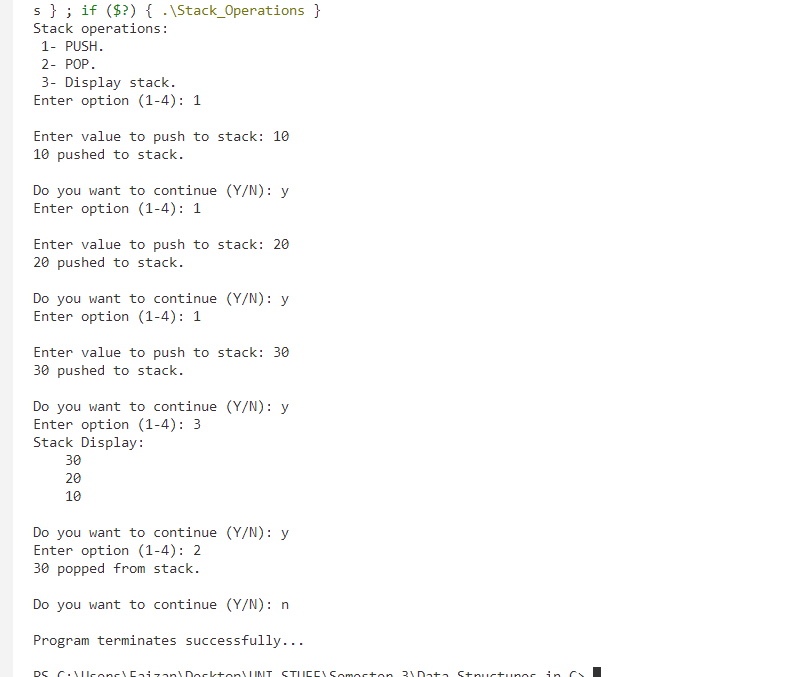 s } ; if ($?) { .\Stack_Operations }
Stack operations:
1- PUSH.
2- POP.
3- Display stack.
Enter option (1-4): 1
Enter value to push to stack: 10
10 pushed to stack.
Do you want to continue (Y/N): y
Enter option (1-4): 1
Enter value to push to stack: 20
20 pushed to stack.
Do you want to continue (Y/N): y
Enter option (1-4): 1
Enter value to push to stack: 30
30 pushed to stack.
Do you want to continue (Y/N): y
Enter option (1-4): 3
Stack Display:
30
20
10
Do you want to continue (Y/N): y
Enter option (1-4): 2
30 popped from stack.
Do you want to continue (Y/N): n
Program terminates successfully...
PS C:\Users\Faizan\Desktop\UNI STUFF\Semester 3\Data Structures in C>